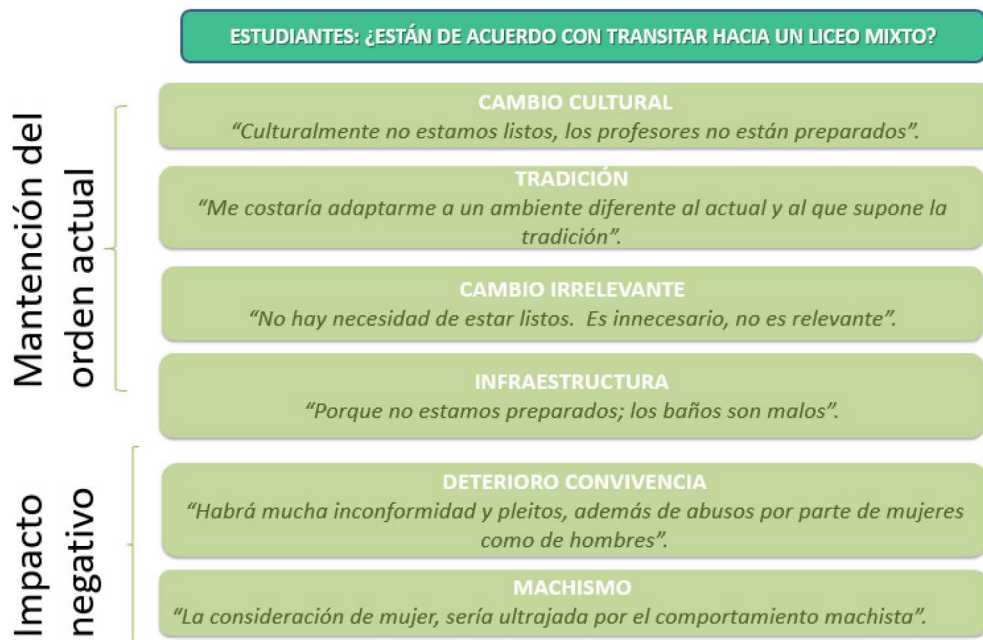 ESTUDIANTES: ¿ESTÁN DE ACUERDO CON TRANSITAR HACIA UN LICEO MIXTO?
Mantención del
orden actual
CAMBIO CULTURAL
“Culturalmente no estamos listos, los profesores no están preparados”.
TRADICIÓN
“Me costaría adaptarme a un ambiente diferente al actual y al que supone la
tradición”.
CAMBIO IRRELEVANTE
“No hay necesidad de estar listos.  Es innecesario, no es relevante”.
INFRAESTRUCTURA
“Porque no estamos preparados; los baños son malos”.
Impacto
negativo
DETERIORO CONVIVENCIA
“Habrá mucha inconformidad y pleitos, además de abusos por parte de mujeres
como de hombres”.
MACHISMO
“La consideración de mujer, sería ultrajada por el comportamiento machista”.